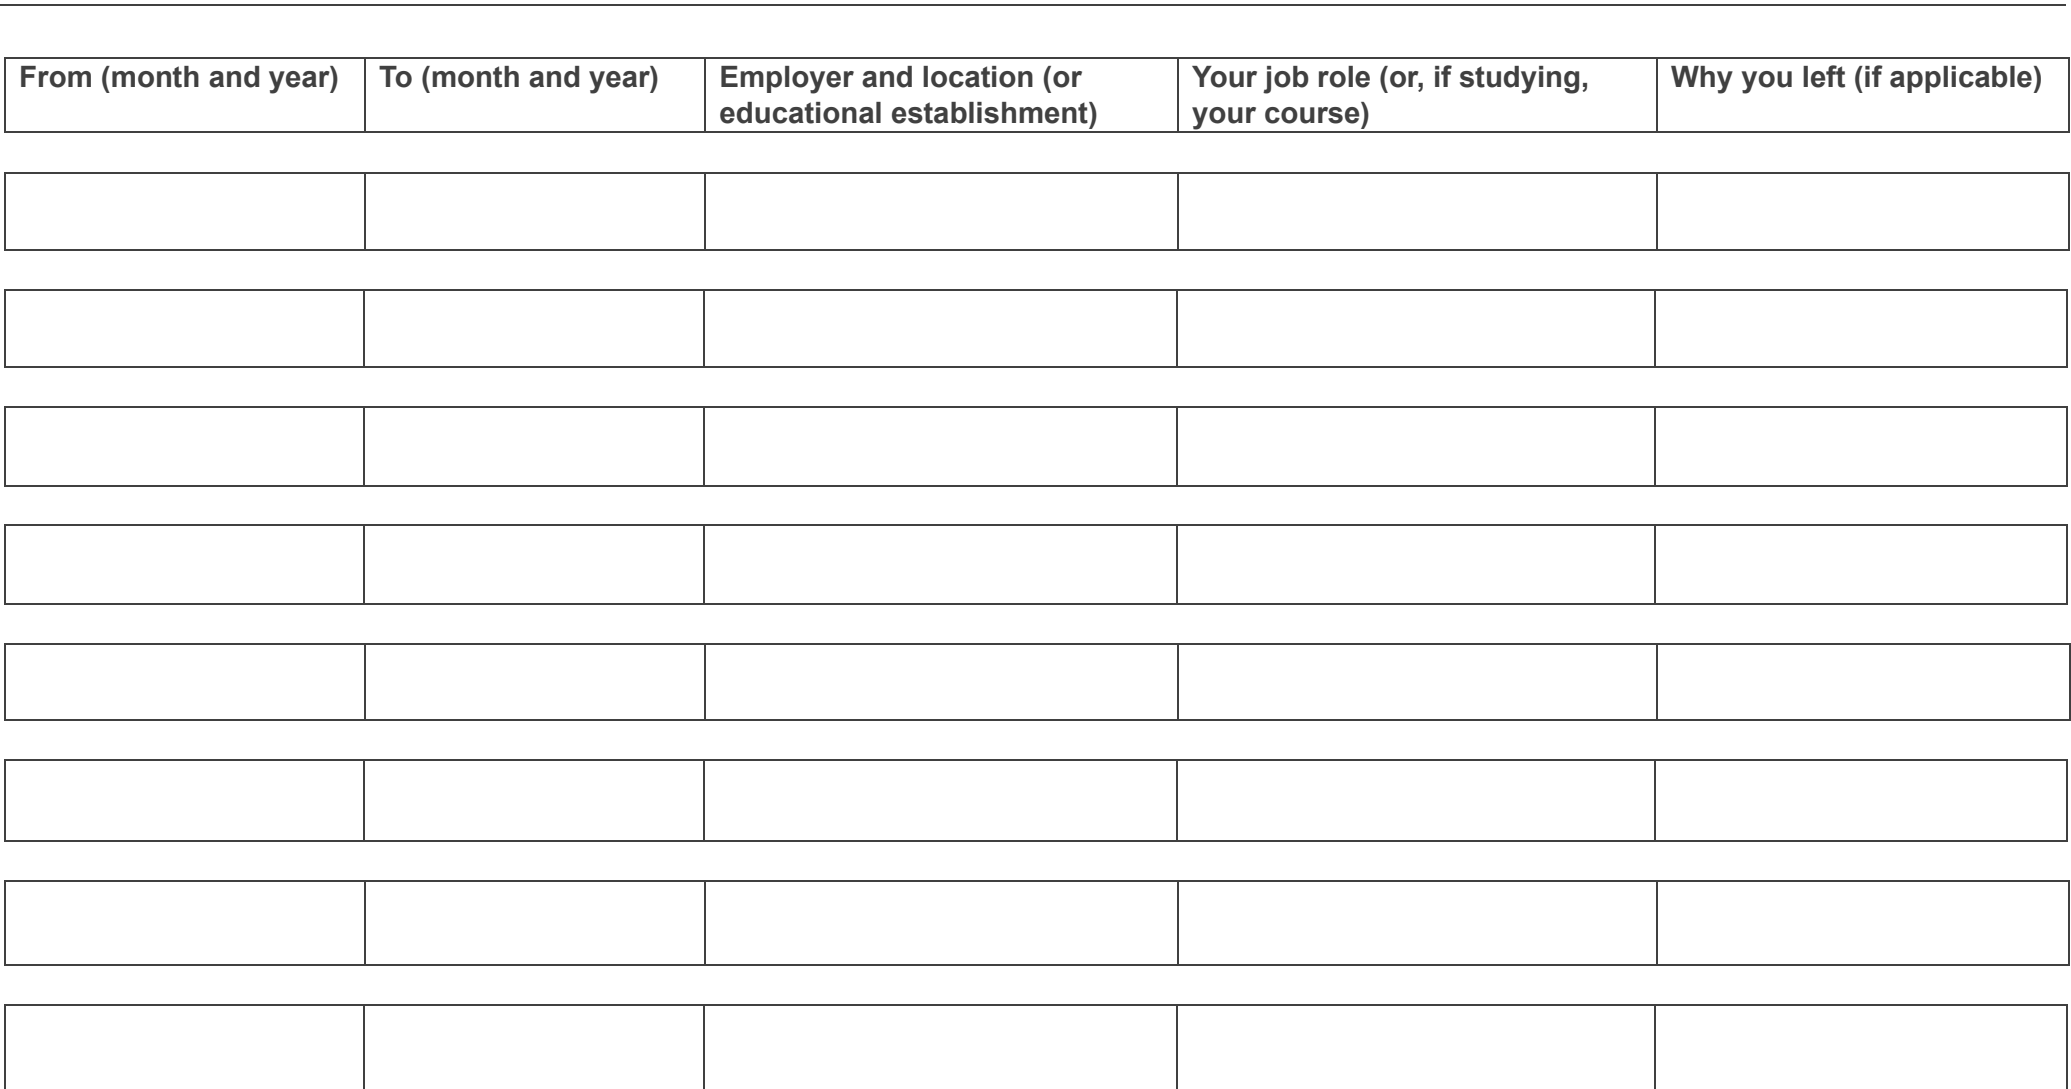 From (month and year) To (month and year) Employer and location (or educational establishment) Your job role (or, if studying, your course) Why you left (if applicable)